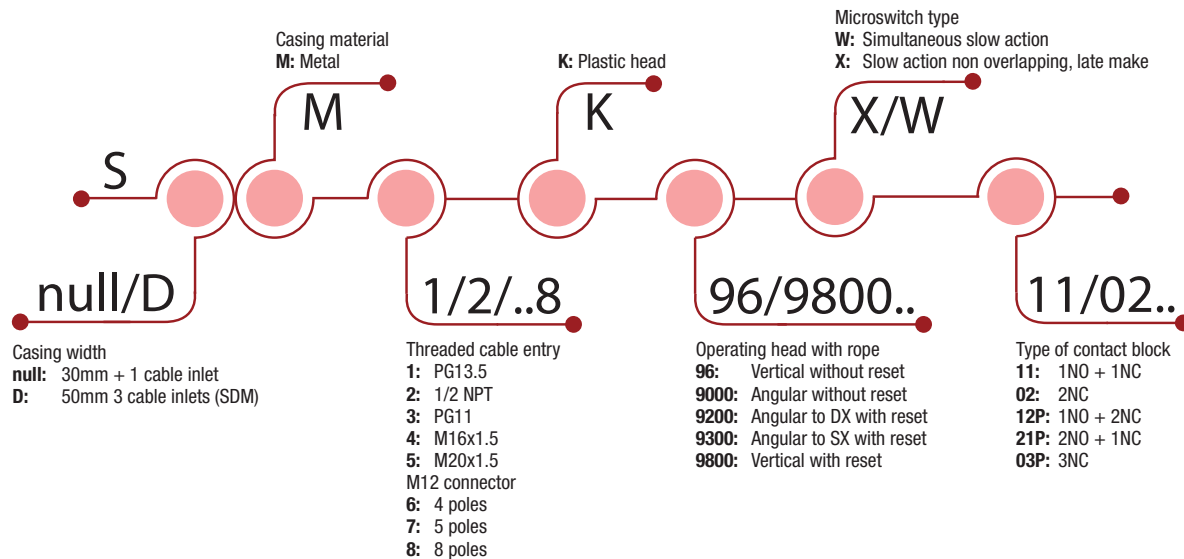 Microswitch type
W: Simultaneous slow action
X: Slow action non overlapping, late make
Casing material
M: Metal
K: Plastic head
M
K
X/W
S
null/D
1/2/..8
96/9800..
11/02..
Casing width
null: 30mm + 1 cable inlet
D: 50mm 3 cable inlets (SDM)
Threaded cable entry
1: PG13.5
2: 1/2 NPT
3: PG11
4: M16x1.5
5: M20x1.5
M12 connector
6: 4 poles
7: 5 poles
8: 8 poles
Operating head with rope
96: Vertical without reset
9000: Angular without reset
9200: Angular to DX with reset
9300: Angular to SX with reset
9800: Vertical with reset
Type of contact block
11: 1NO + 1NC
02: 2NC
12P: 1NO + 2NC
21P: 2NO + 1NC
03P: 3NC